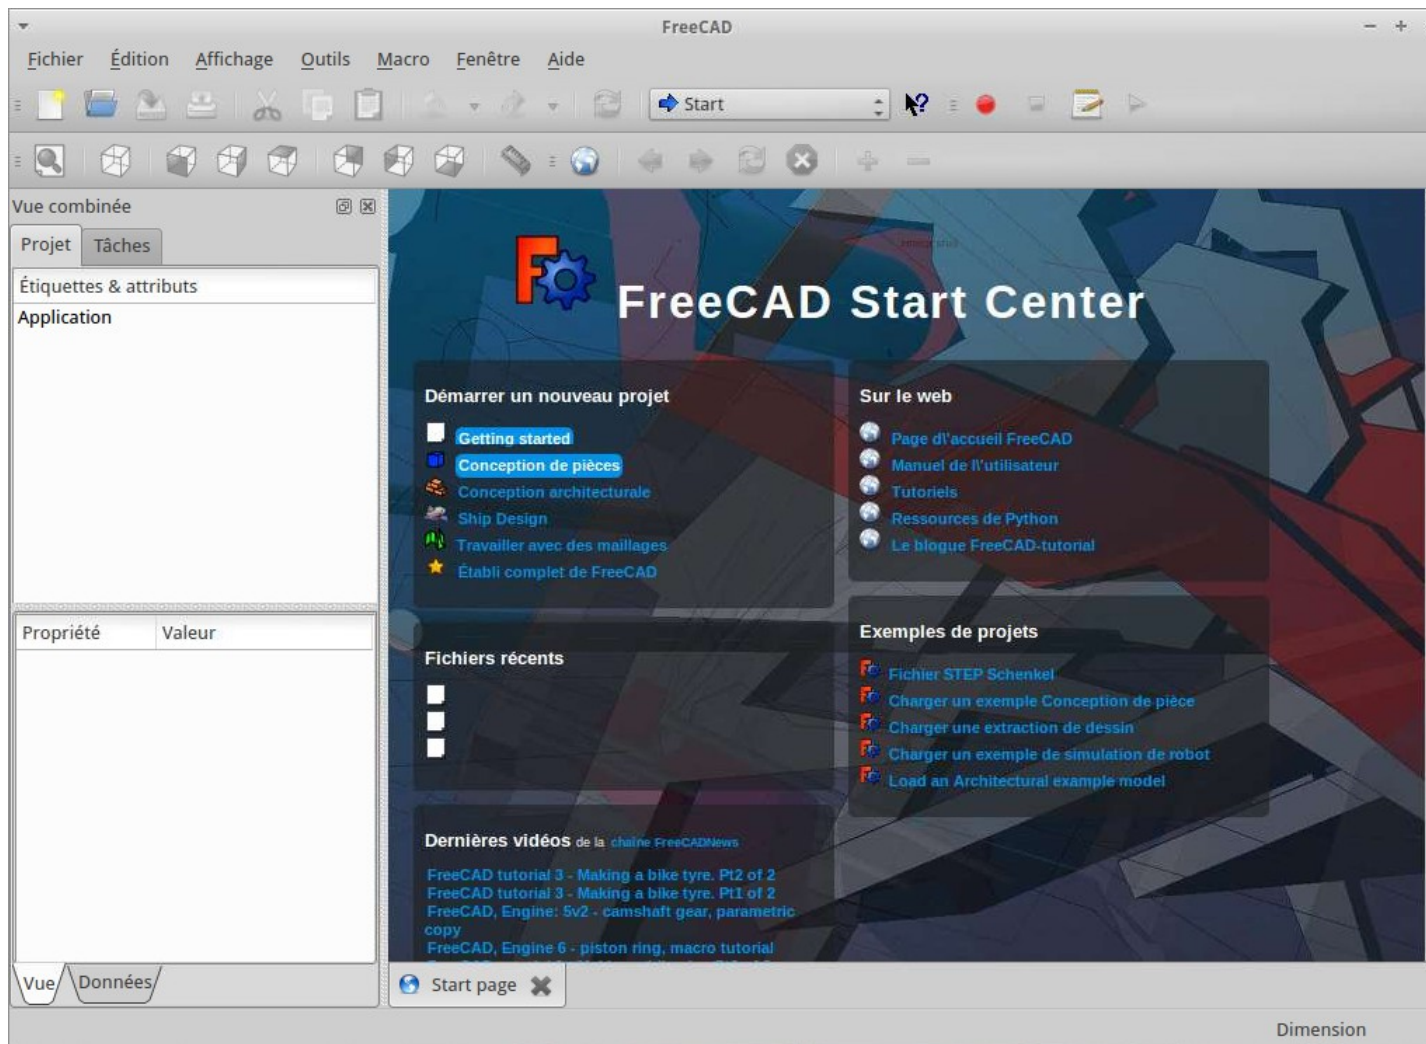 FreeCAD
Fichier Édition Affichage Outils Macro Fenêtre Aide
Start
Vue combinée
Projet Tâches
Étiquettes & attributs
Application
Propriété Valeur
Vue Données
FreeCAD Start Center
Démarrer un nouveau projet
Getting started
Conception de pièces
Conception architecturale
Ship Design
Travailler avec des maillages
Établi complet de FreeCAD
Fichiers récents
Dernières vidéos de la chaîne FreeCADNews
FreeCAD tutorial 3 - Making a bike tyre. Pt2 of 2
FreeCAD tutorial 3 - Making a bike tyre. Pt1 of 2
FreeCAD, Engine: 5v2 - camshaft gear, parametric
copy
FreeCAD, Engine 6 - piston ring, macro tutorial
Sur le web
Page d\'accueil FreeCAD
Manuel de l\'utilisateur
Tutoriels
Ressources de Python
Le blogue FreeCAD-tutorial
Exemples de projets
Fichier STEP Schenkel
Charger un exemple Conception de pièce
Charger une extraction de dessin
Charger un exemple de simulation de robot
Load an Architectural example model
Start page
Dimension